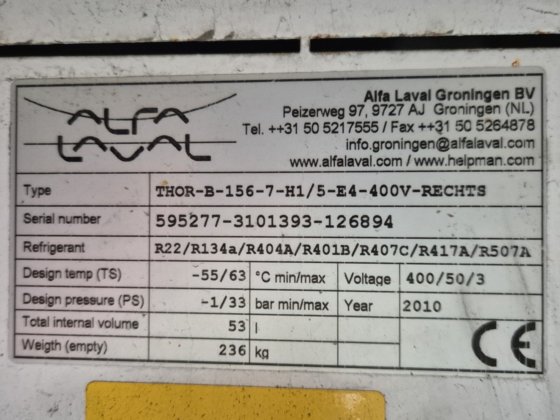 ALFA
LAVAL
Alfa Laval Groningen BV
Peizerweg 97, 9727 AJ Groningen (NL)
Tel. ++31 50 5217555 / Fax ++31 50 5264878
info.groningen@alfalaval.com
www.alfalaval.com / www.helpman.com
Type THOR-B-156-7-H1/5-E4-400V-RECHTS
Serial number 595277-3101393-126894
Refrigerant R22/R134a/R404A/R401B/R407C/R417A/R507A
Design temp (TS) -55/63 °C min/max Voltage 400/50/3
Design pressure (PS) -1/33 bar min/max Year 2010
Total internal volume 53 l
Weigth (empty) 236 kg
CE